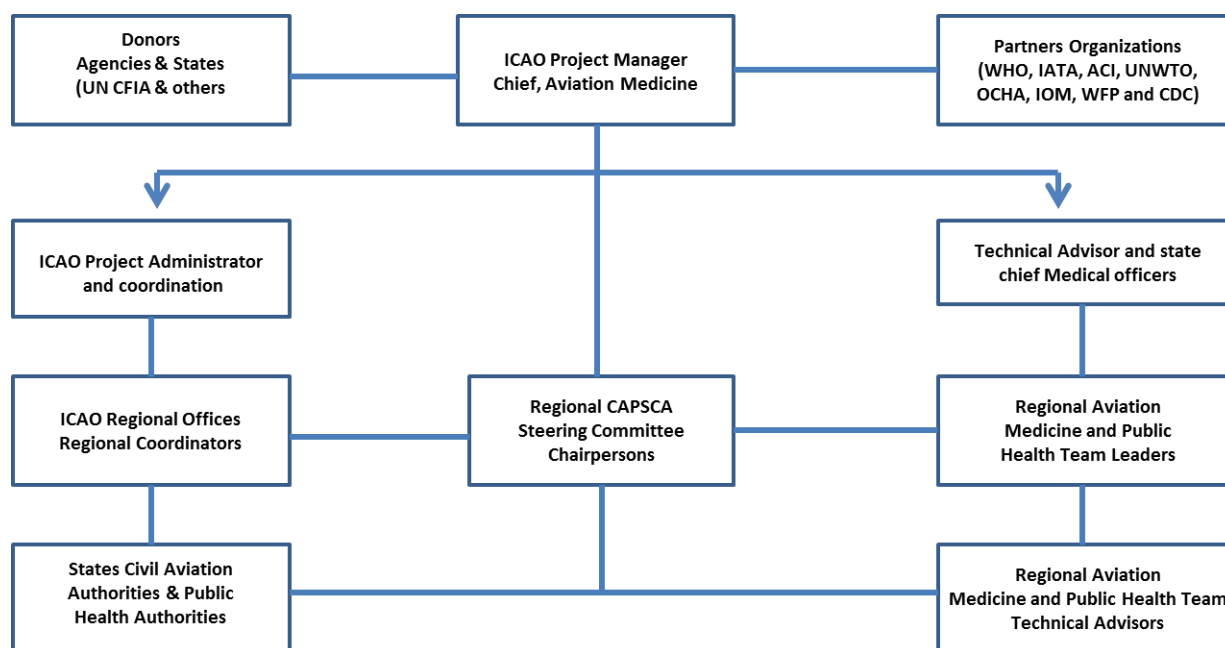 Donors
Agencies & States
(UN CFIA & others
ICAO Project Manager
Chief, Aviation Medicine
Partners Organizations
(WHO, IATA, ACI, UNWTO,
OCHA, IOM, WFP and CDC)
ICAO Project Administrator
and coordination
Technical Advisor and state
chief Medical officers
ICAO Regional Offices
Regional Coordinators
Regional CAPSCA
Steering Committee
Chairpersons
Regional Aviation
Medicine and Public
Health Team Leaders
States Civil Aviation
Authorities & Public
Health Authorities
Regional Aviation
Medicine and Public Health Team
Technical Advisors